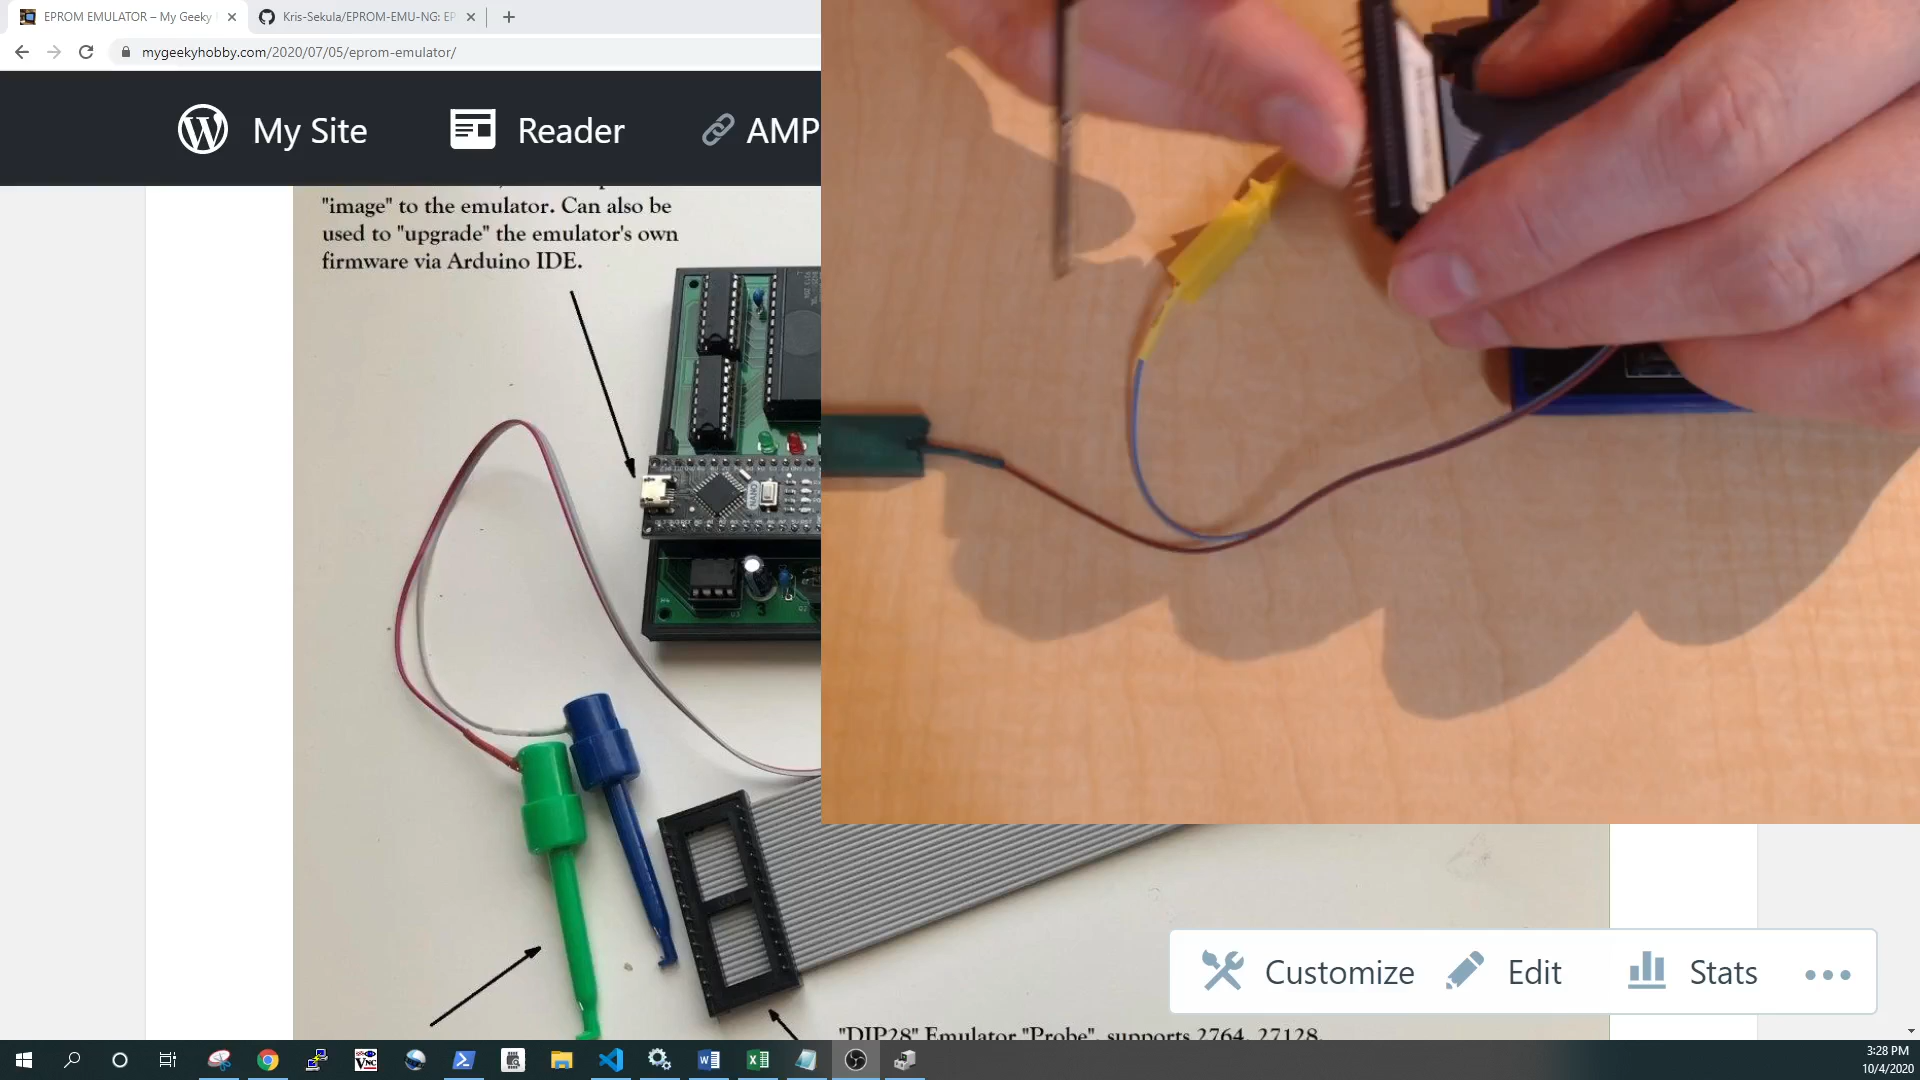 EPROM EMULATOR – My Geeky
Kris-Sekula/EPROM-EMU-NG: EP
mygeekyhobby.com/2020/07/05/eprom-emulator/
My Site
Reader
AMP
"image" to the emulator. Can also be
used to "upgrade" the emulator's own
firmware via Arduino IDE.
NANO
3
Customize
Edit
Stats
"DIP28" Emulator "Probe", supports 2764, 27128,
3:28 PM
10/4/2020